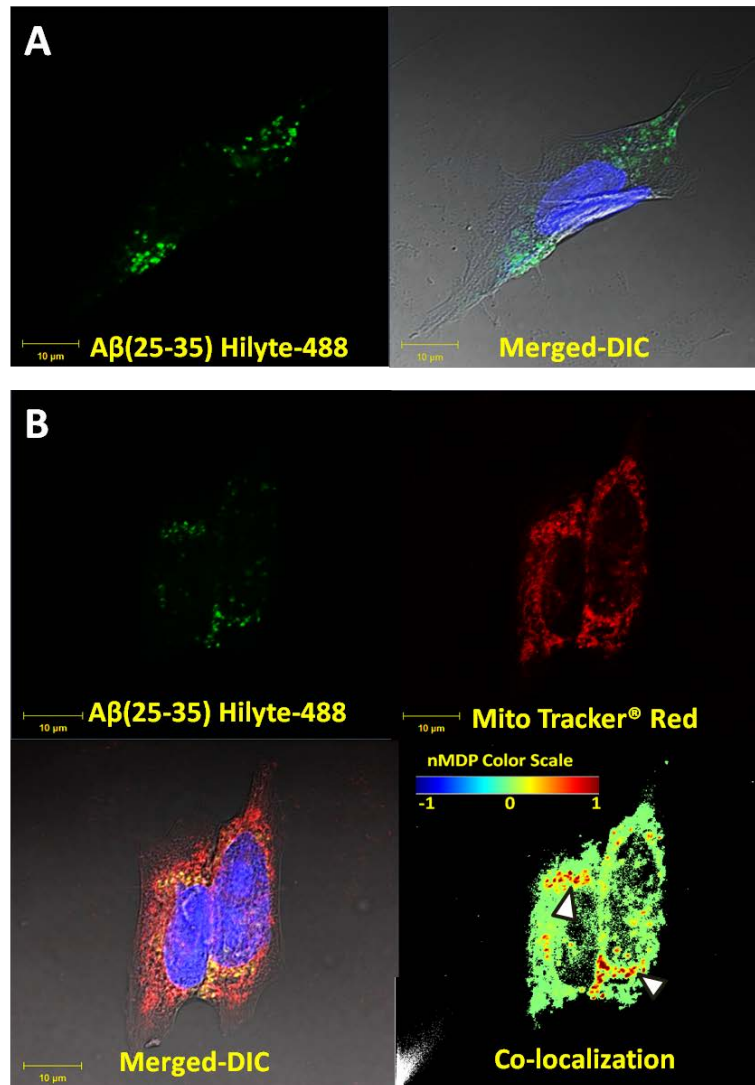 A
10 µm
Aβ(25-35) Hilyte-488
10 µm
Merged-DIC
B
10 µm
Aβ(25-35) Hilyte-488
10 µm
Mito Tracker® Red
10 µm
Merged-DIC
nMDP Color Scale
-1 0 1
Co-localization